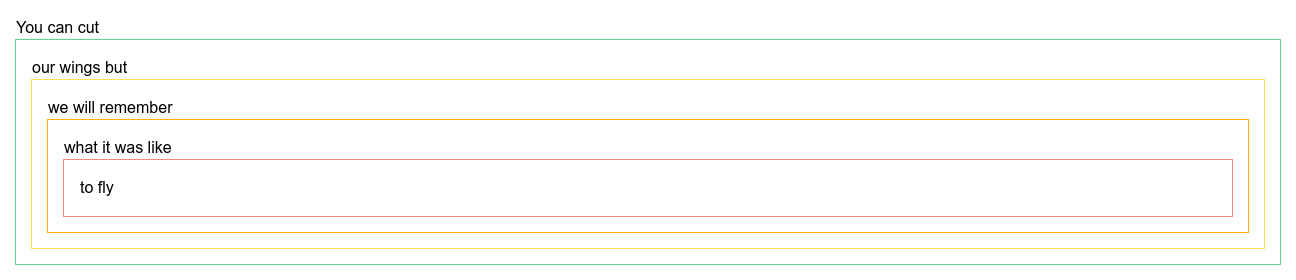 You can cut
our wings but
we will remember
what it was like
to fly